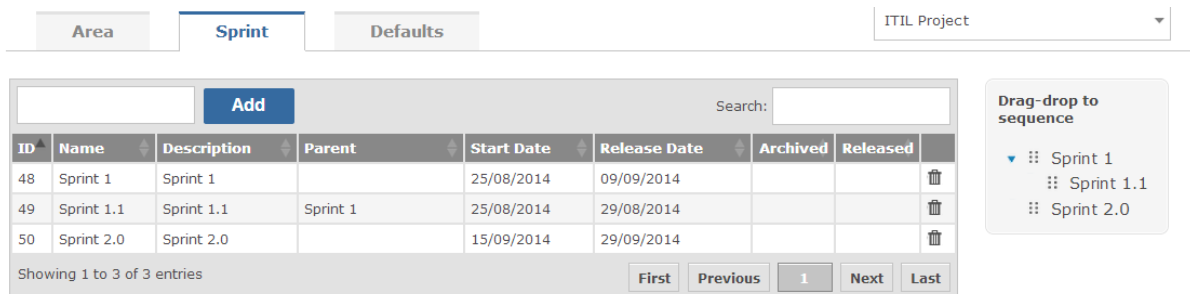 Area Sprint Defaults ITIL Project
Add Search:
Drag-drop to
sequence
ID Name Description Parent Start Date Release Date Archived Released
48 Sprint 1 Sprint 1 25/08/2014 09/09/2014
49 Sprint 1.1 Sprint 1.1 Sprint 1 25/08/2014 29/08/2014
50 Sprint 2.0 Sprint 2.0 15/09/2014 29/09/2014
Showing 1 to 3 of 3 entries First Previous 1 Next Last
Sprint 1
Sprint 1.1
Sprint 2.0